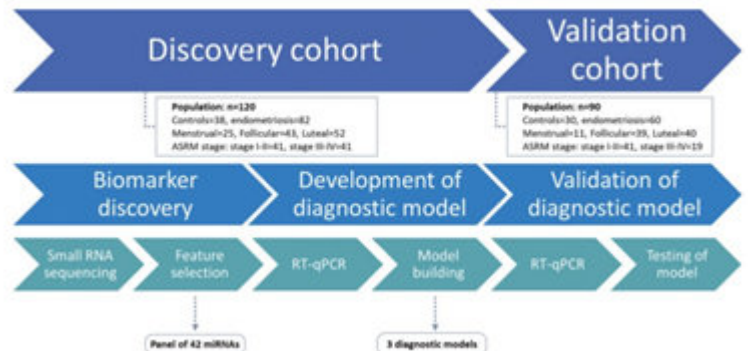 Discovery cohort
Validation
cohort
Population: n=120
Controls=38, endometriosis=82
Menstrual=25, Follicular=43, Luteal=52
ASRM stage: stage I-II=41, stage III-IV=41
Population: n=90
Controls=30, endometriosis=60
Menstrual=11, Follicular=39, Luteal=40
ASRM stage: stage I-II=41, stage III-IV=19
Biomarker
discovery
Development of
diagnostic model
Validation of
diagnostic model
Small RNA
sequencing
Feature
selection
RT-qPCR
Model
building
RT-qPCR
Testing of
model
Panel of 42 miRNAs
3 diagnostic models